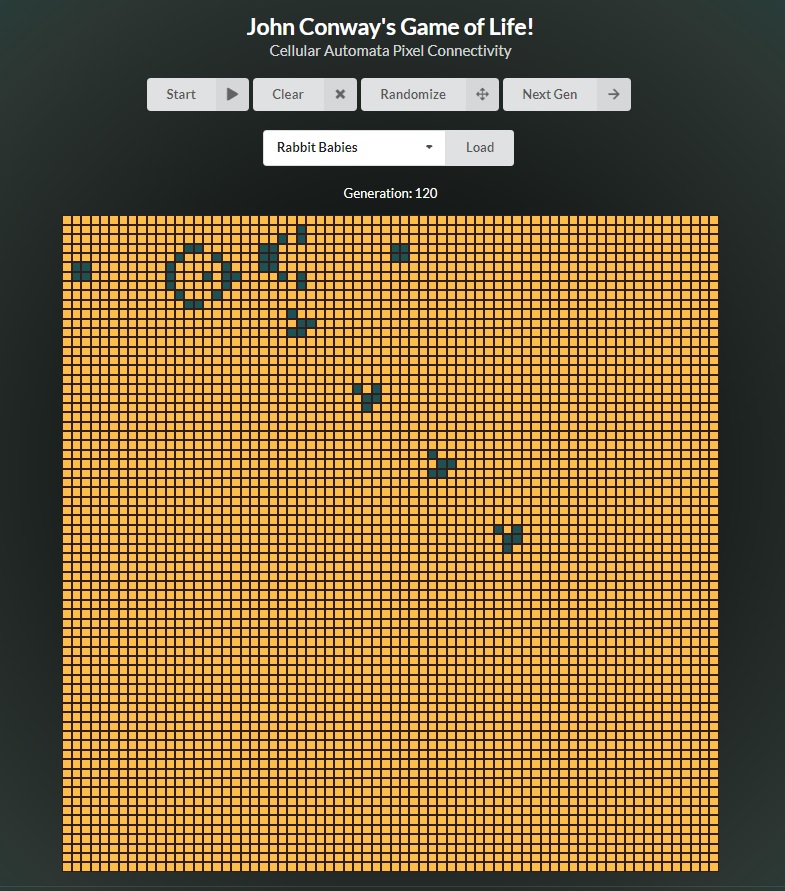 John Conway's Game of Life!
Cellular Automata Pixel Connectivity
Start Clear Randomize Next Gen
Rabbit Babies Load
Generation: 120